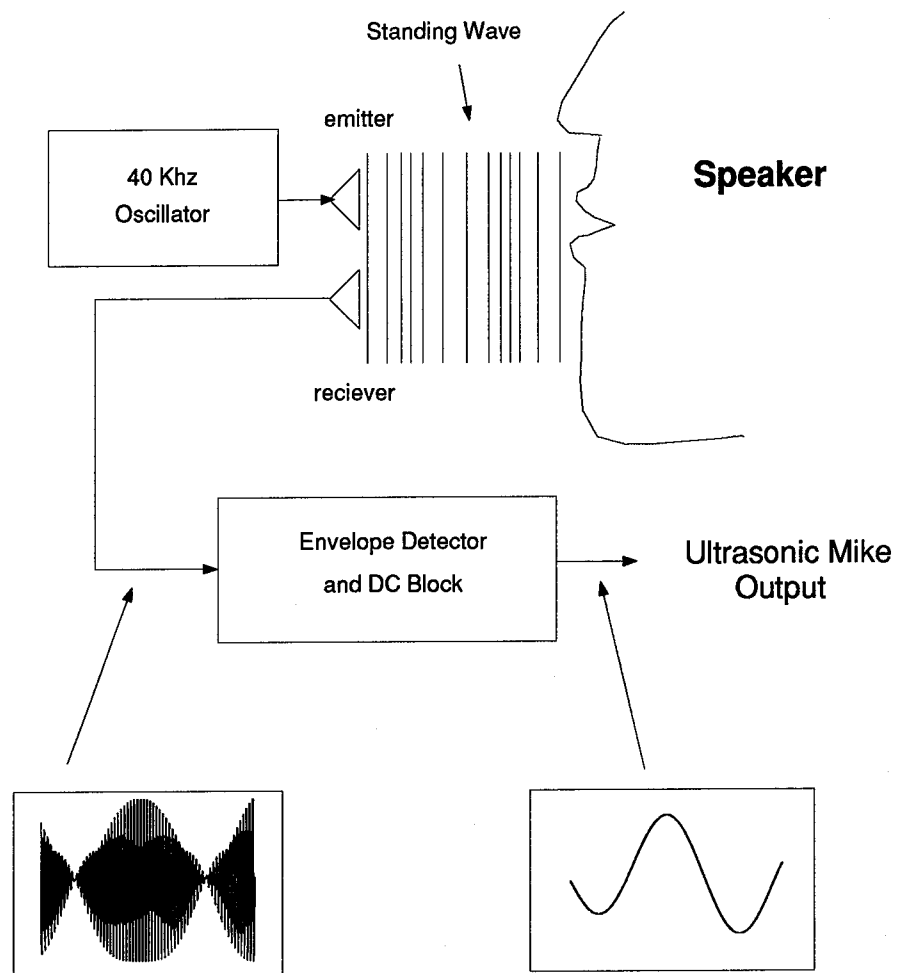 Standing Wave
emitter
40 Khz
Oscillator
Speaker
reciever
Envelope Detector
and DC Block
Ultrasonic Mike
Output